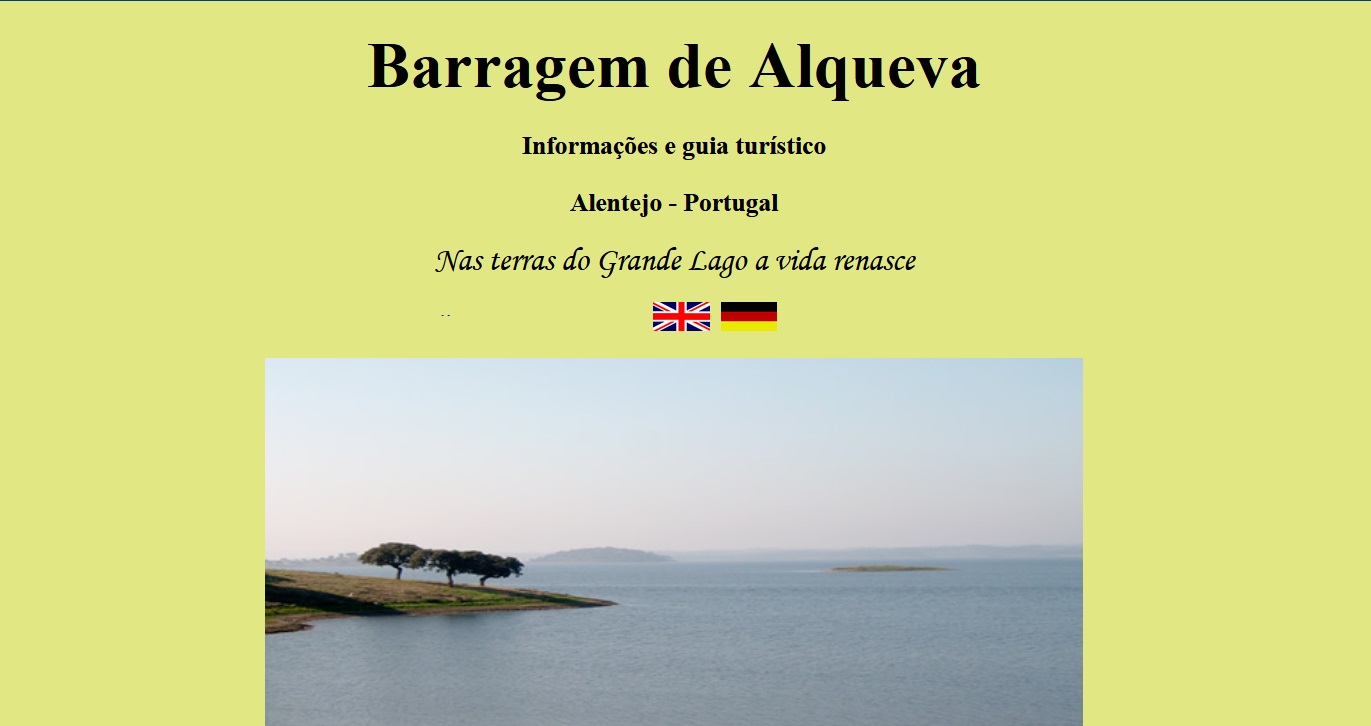 Barragem de Alqueva
Informações e guia turístico
Alentejo - Portugal
Nas terras do Grande Lago a vida renasce